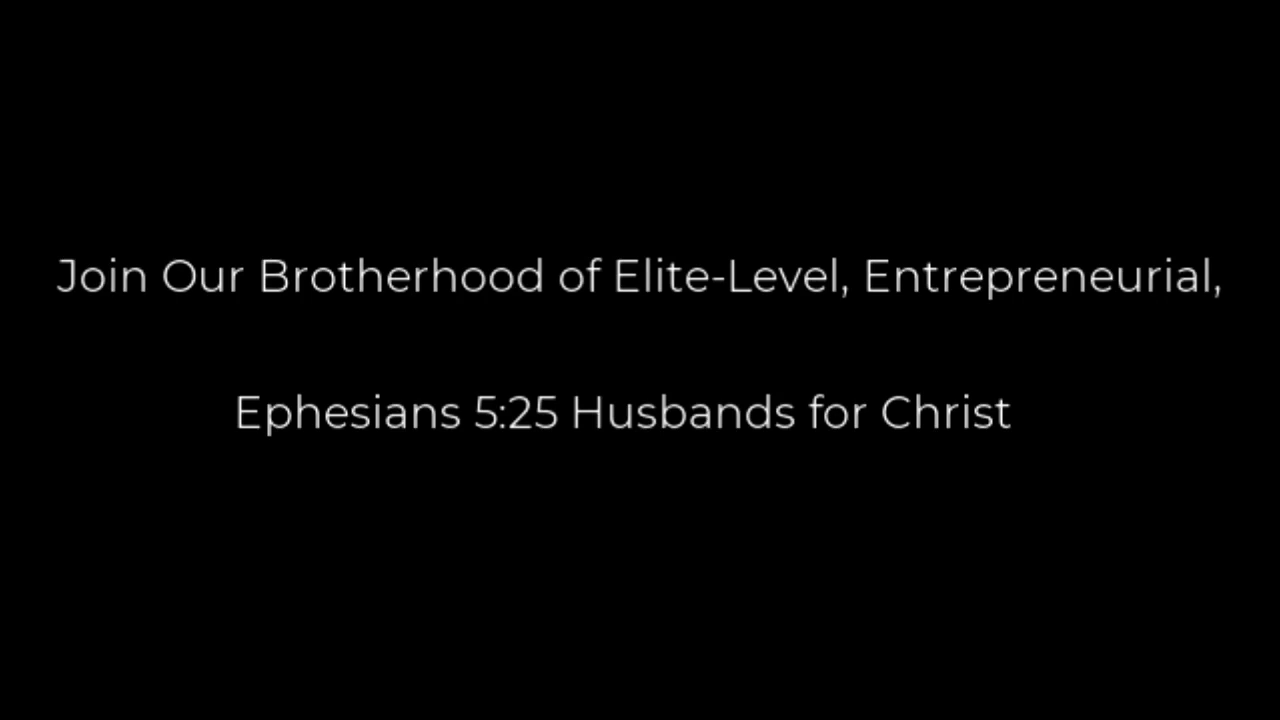 Join Our Brotherhood of Elite-Level, Entrepreneurial,
Ephesians 5:25 Husbands for Christ